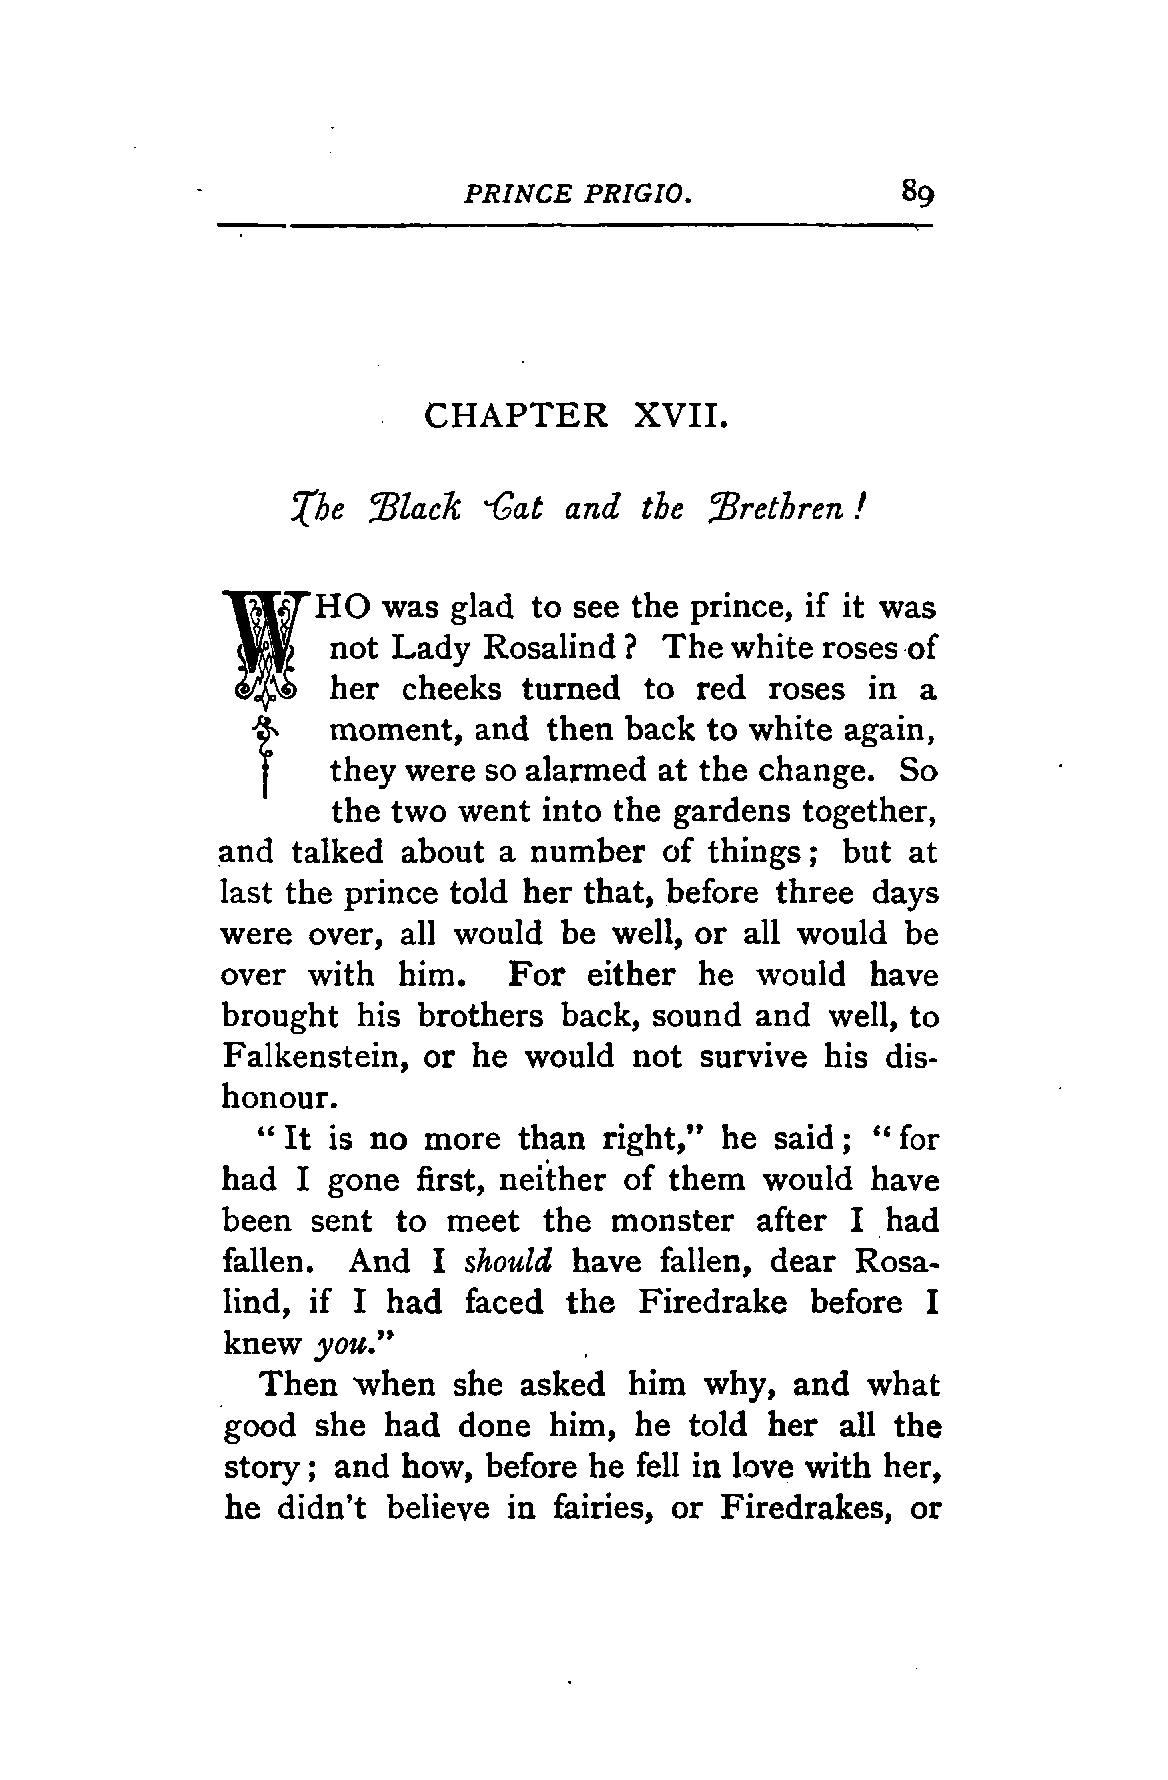 PRINCE PRIGIO. 89
CHAPTER XVII.
The Black Cat and the Brethren !
WHO was glad to see the prince, if it was
not Lady Rosalind ? The white roses of
her cheeks turned to red roses in a
moment, and then back to white again,
they were so alarmed at the change. So
the two went into the gardens together,
and talked about a number of things ; but at
last the prince told her that, before three days
were over, all would be well, or all would be
over with him. For either he would have
brought his brothers back, sound and well, to
Falkenstein, or he would not survive his dis-
honour.
“ It is no more than right,” he said ; “ for
had I gone first, neither of them would have
been sent to meet the monster after I had
fallen. And I should have fallen, dear Rosa-
lind, if I had faced the Firedrake before I
knew you.”
Then when she asked him why, and what
good she had done him, he told her all the
story ; and how, before he fell in love with her,
he didn't believe in fairies, or Firedrakes, or